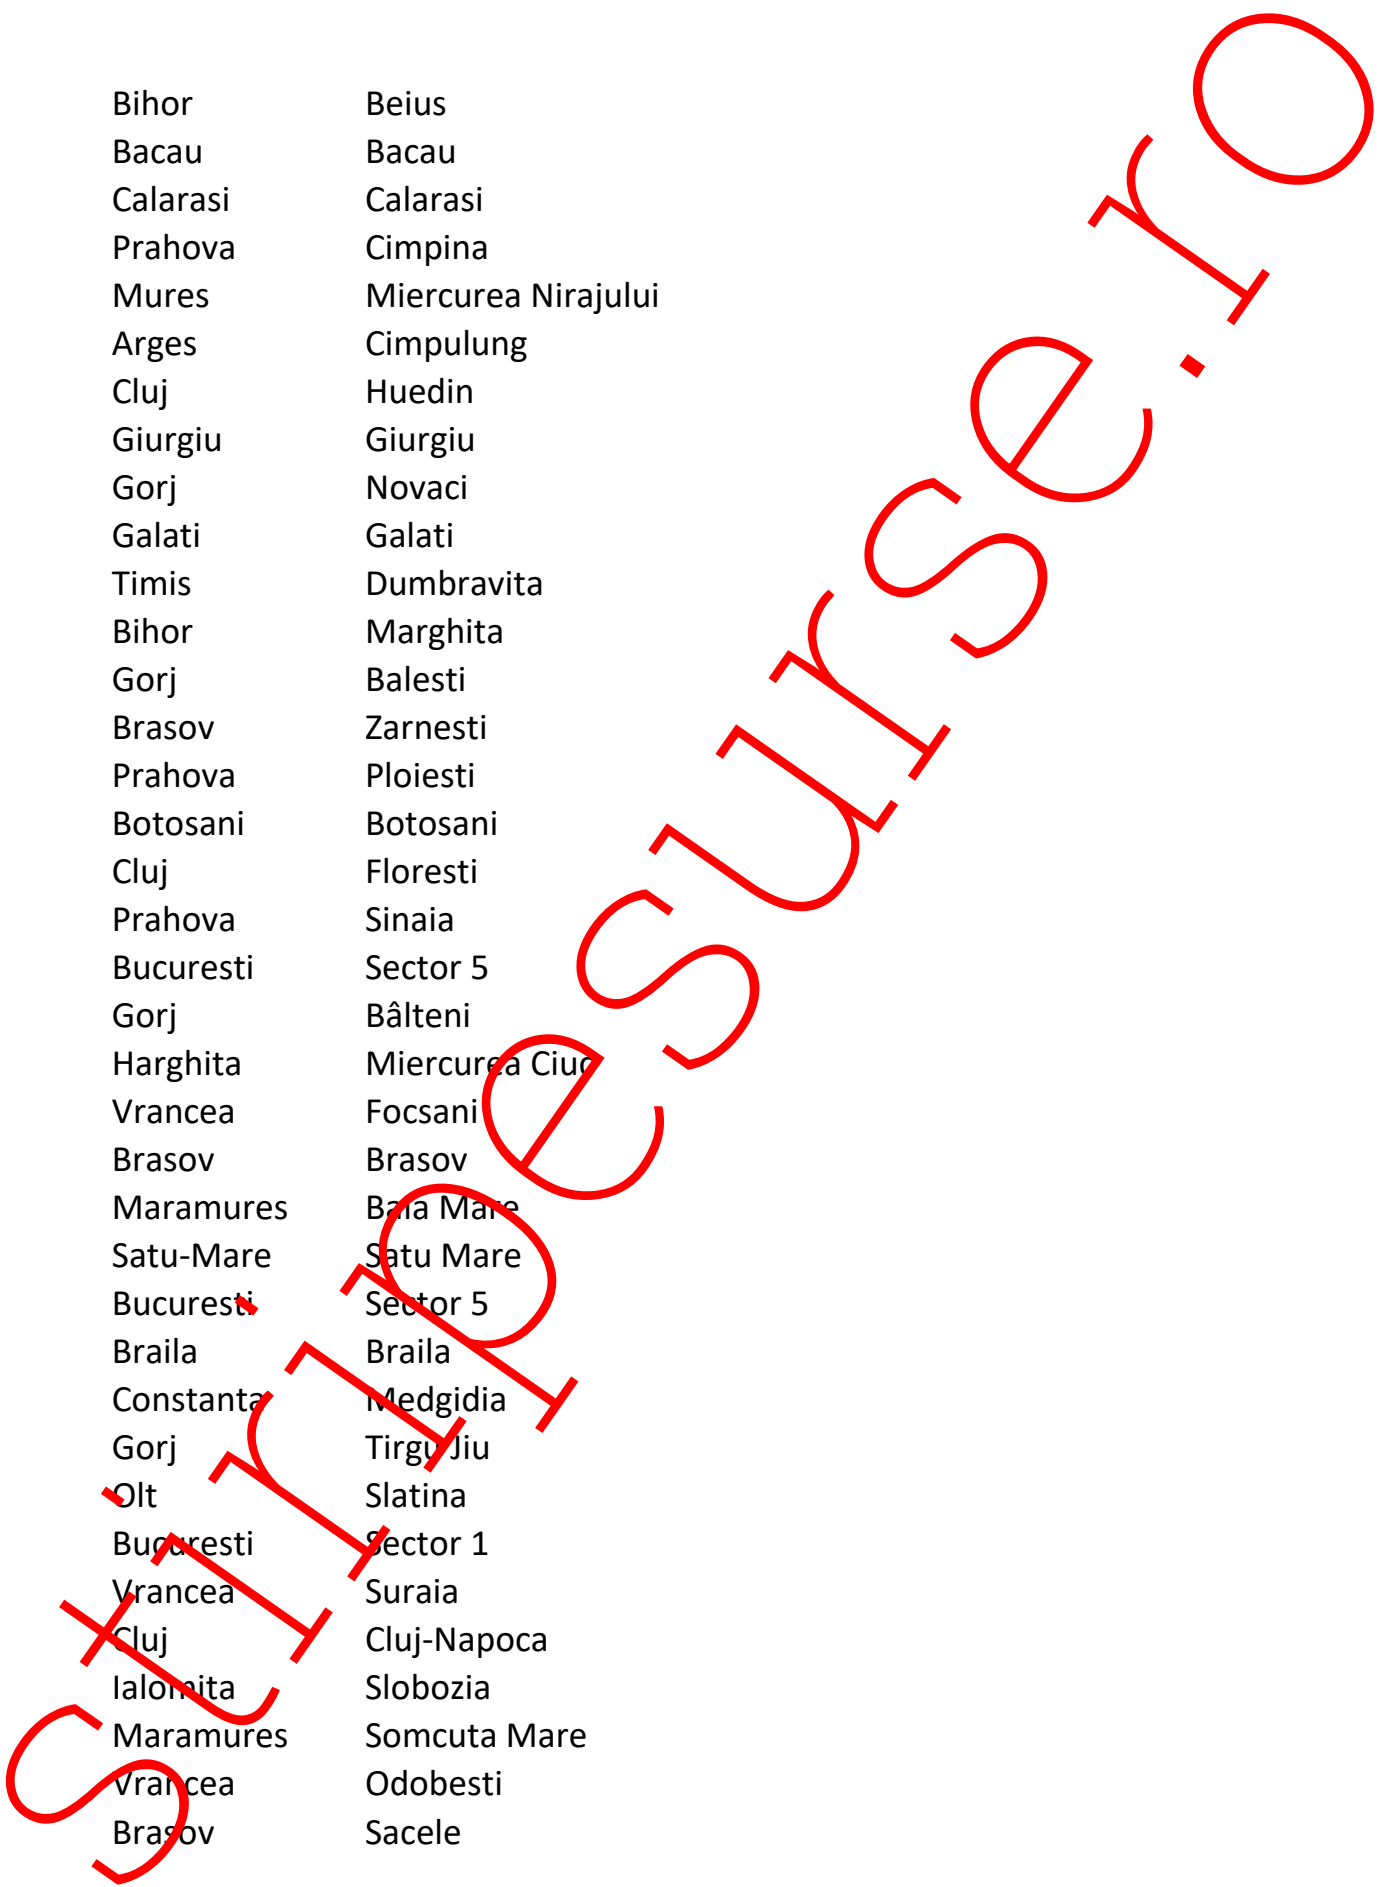 Bihor Beius
Bacau Bacau
Calarasi Calarasi
Prahova Cimpina
Mures Miercurea Nirajului
Arges Cimpulung
Cluj Huedin
Giurgiu Giurgiu
Gorj Novaci
Galati Galati
Timis Dumbravita
Bihor Marghita
Gorj Balesti
Brasov Zarnesti
Prahova Ploiesti
Botosani Botosani
Cluj Floresti
Prahova Sinaia
Bucuresti Sector 5
Gorj Bâlteni
Harghita Miercurea Ciuc
Vrancea Focsani
Brasov Brasov
Maramures Baia Mare
Satu-Mare Satu Mare
Bucuresti Sector 5
Braila Braila
Constanta Medgidia
Gorj Tirgu Jiu
Olt Slatina
Bucuresti Sector 1
Vrancea Suraia
Cluj Cluj-Napoca
Ialomita Slobozia
Maramures Somcuta Mare
Vrancea Odobesti
Brasov Sacele
stiripesurse.ro